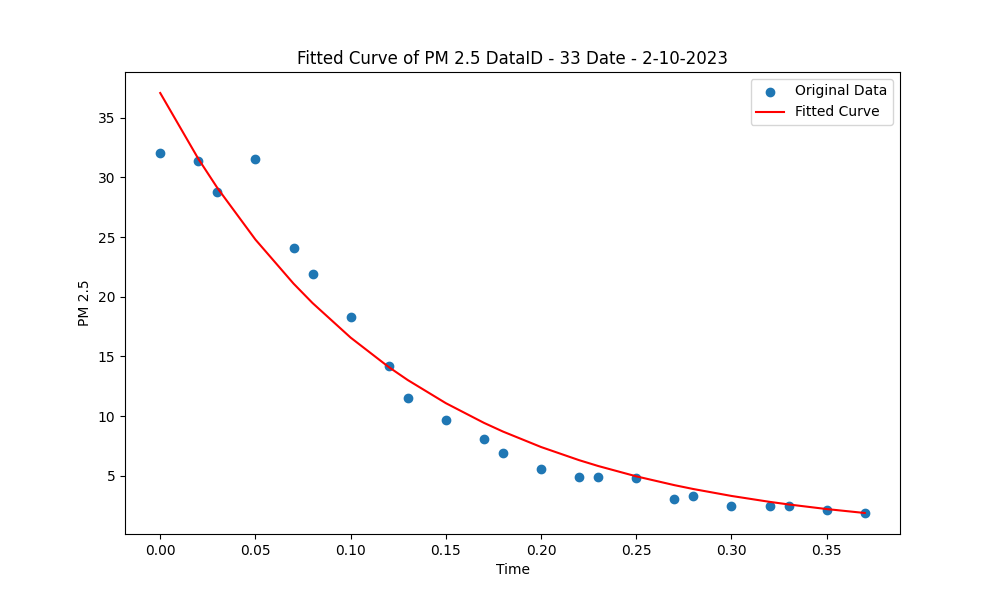 Fitted Curve of PM 2.5 DataID - 33 Date - 2-10-2023
Original Data
Fitted Curve
PM 2.5
35
30
25
20
15
10
5
0.00 0.05 0.10 0.15 0.20 0.25 0.30 0.35
Time